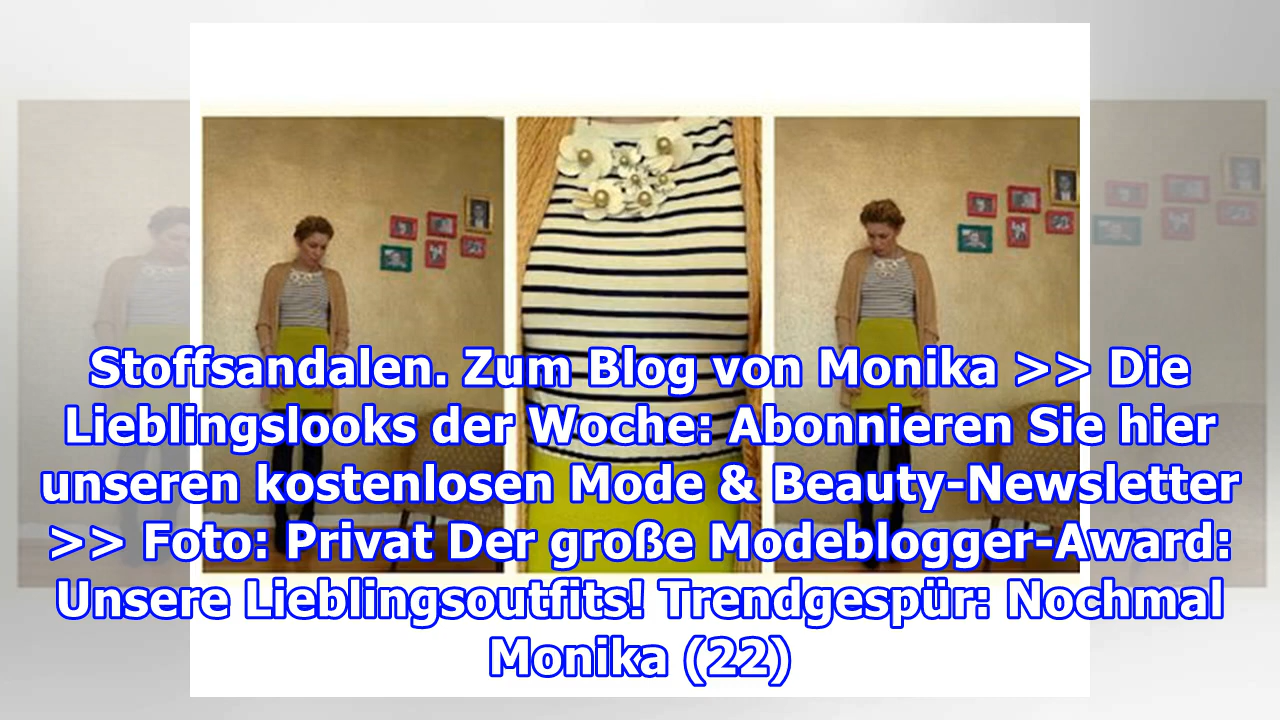 Stoffsandalen. Zum Blog von Monika >> Die
Lieblingslooks der Woche: Abonnieren Sie hier
unseren kostenlosen Mode & Beauty-Newsletter
>> Foto: Privat Der große Modeblogger-Award:
Unsere Lieblingsoutfits! Trendgespür: Nochmal
Monika (22)